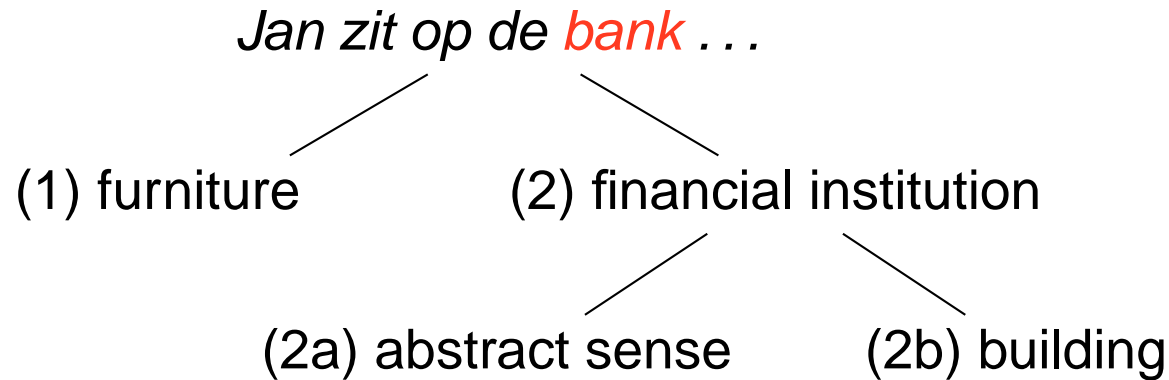 Jan zit op de bank . . .
(1) furniture (2) financial institution
(2a) abstract sense (2b) building